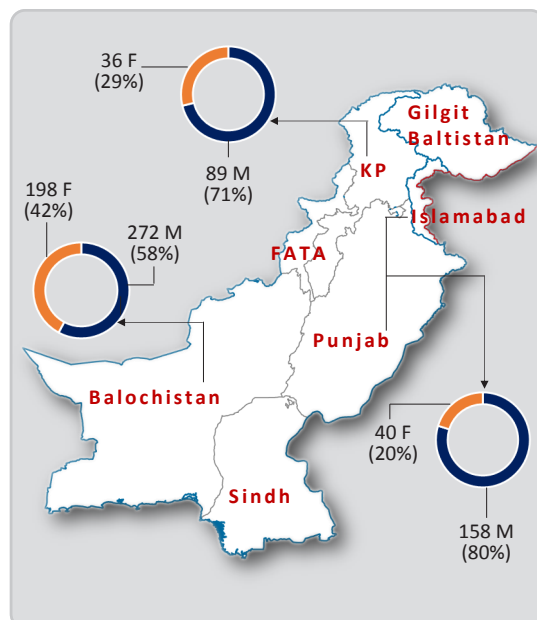 36 F
(29%)
Gilgit
Baltistan
KP
89 M
(71%)
198 F
(42%)
Islamabad
272 M
(58%)
FATA
Punjab
Balochistan
40 F
(20%)
Sindh
158 M
(80%)